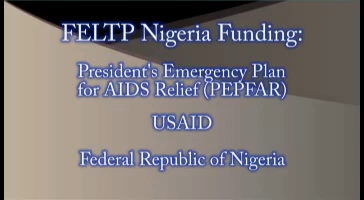 FELTP Nigeria Funding:
President's Emergency Plan
for AIDS Relief (PEPFAR)
USAID
Federal Republic of Nigeria